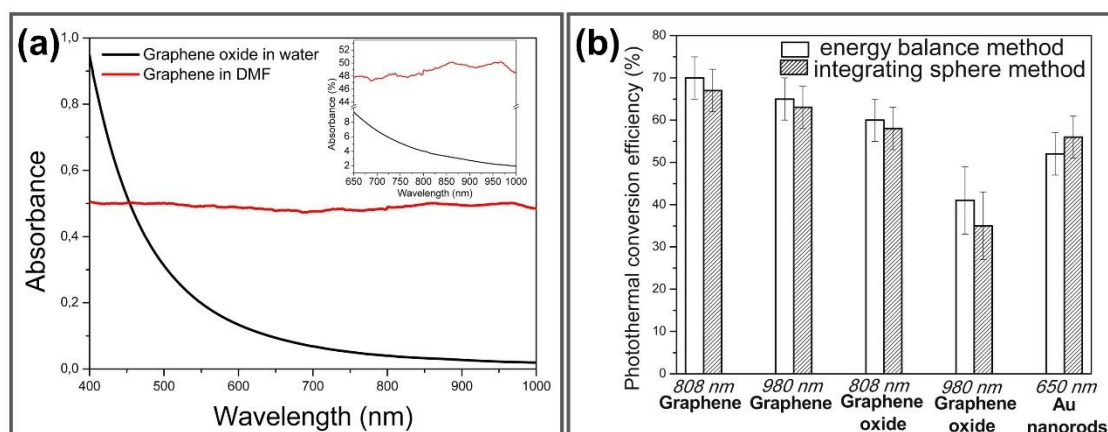 (a)
1,0
0,8
0,6
0,4
0,2
0,0
Absorbance
Graphene oxide in water
Graphene in DMF
52
50
48
46
44
8
6
4
2
Absorbance (%)
650 700 750 800 850 900 950 1000
Wavelength (nm)
400 500 600 700 800 900 1000
Wavelength (nm)
(b)
energy balance method
integrating sphere method
Photothermal conversion efficiency (%)
80
70
60
50
40
30
20
10
0
808 nm
Graphene
980 nm
Graphene
808 nm
Graphene
oxide
980 nm
Graphene
oxide
650 nm
Au
nanorods